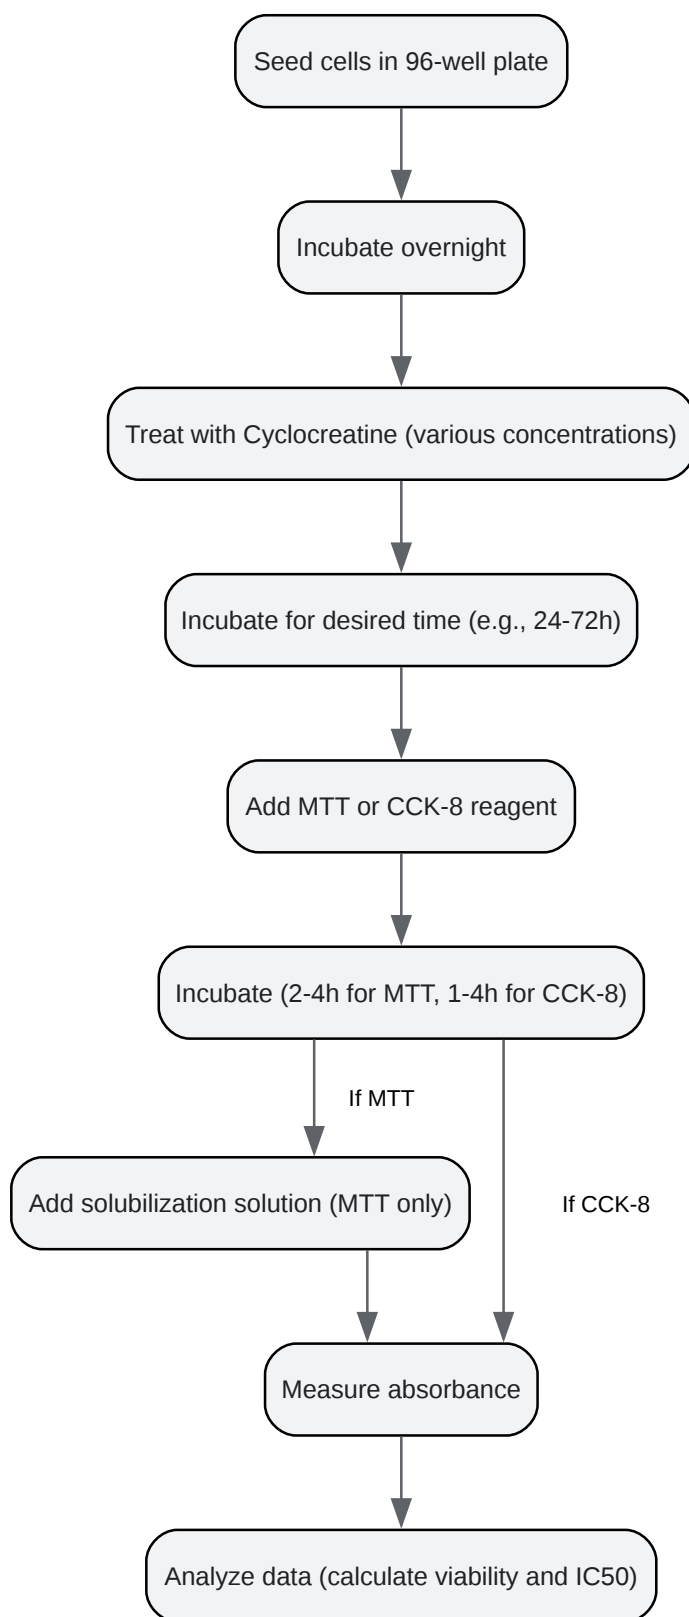 Seed cells in 96-well plate
Incubate overnight
Treat with Cyclocreatine (various concentrations)
Incubate for desired time (e.g., 24-72h)
Add MTT or CCK-8 reagent
Incubate (2-4h for MTT, 1-4h for CCK-8)
If MTT
Add solubilization solution (MTT only)
If CCK-8
Measure absorbance
Analyze data (calculate viability and IC50)